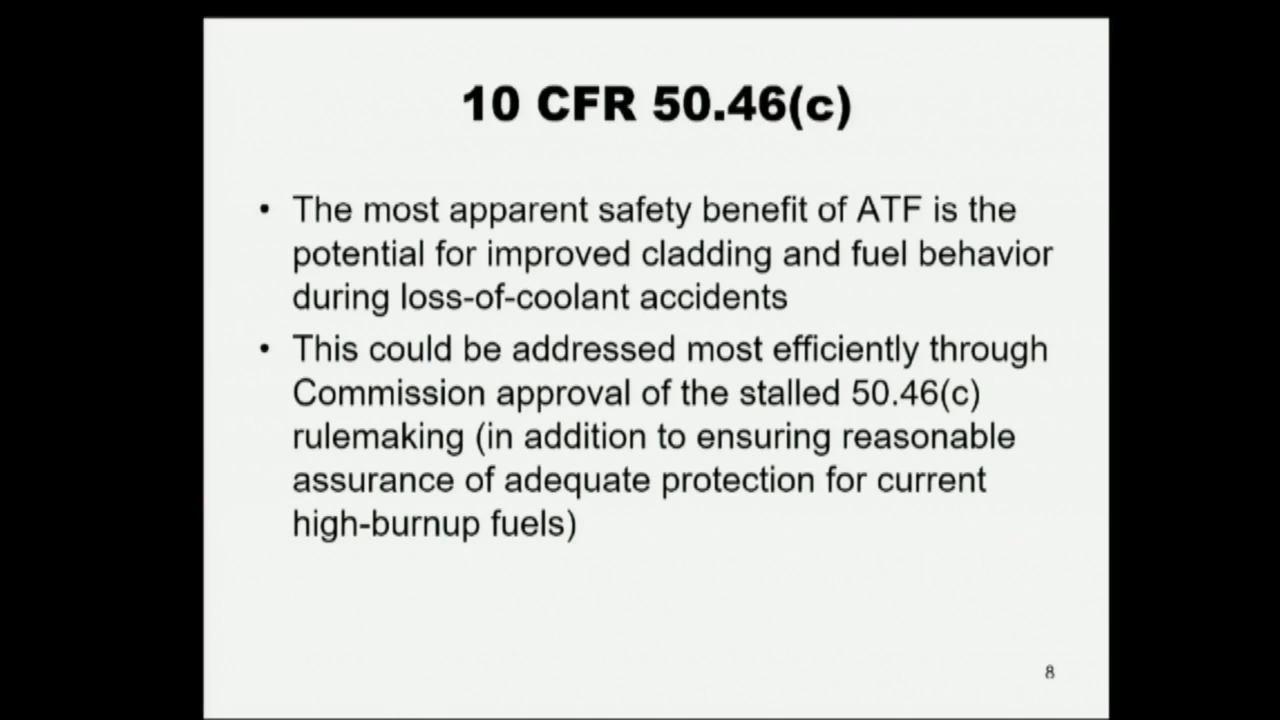 10 CFR 50.46(c)
• The most apparent safety benefit of ATF is the
potential for improved cladding and fuel behavior
during loss-of-coolant accidents
• This could be addressed most efficiently through
Commission approval of the stalled 50.46(c)
rulemaking (in addition to ensuring reasonable
assurance of adequate protection for current
high-burnup fuels)
8